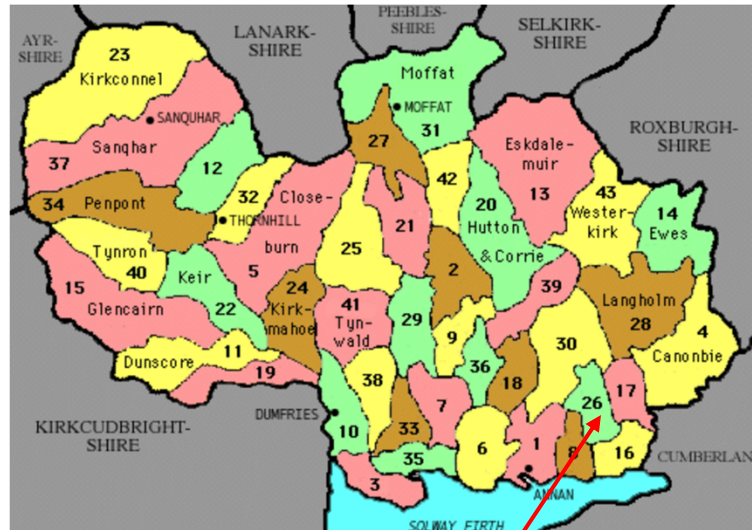 PEEBLES-
SHIRE
SELKIRK-
SHIRE
LANARK-
SHIRE
AYR-
SHIRE
23
Kirkconnel
Moffat
MOFFAT
31
SANQUHAR
Sanqhar
37
12
27
Eskdale-
muir
13
ROXBURGH-
SHIRE
34
Penpont
32
THORNHILL
Close-
burn
5
42
20
Hutton
& Corrie
43
Wester-
kirk
14
Ewes
21
25
Tynron
40
Keir
22
15
Glencairn
24
Kirk-
mahoe
2
39
Langholm
28
41
Tyn-
wald
29
9
30
4
Canonbie
11
Dunscore
19
36
38
18
26
17
DUMFRIES
10
33
7
6
1
8
16
KIRKCUDBRIGHT-
SHIRE
35
3
CUMBERLAN
ANNAN
SOLWAY FIRTH